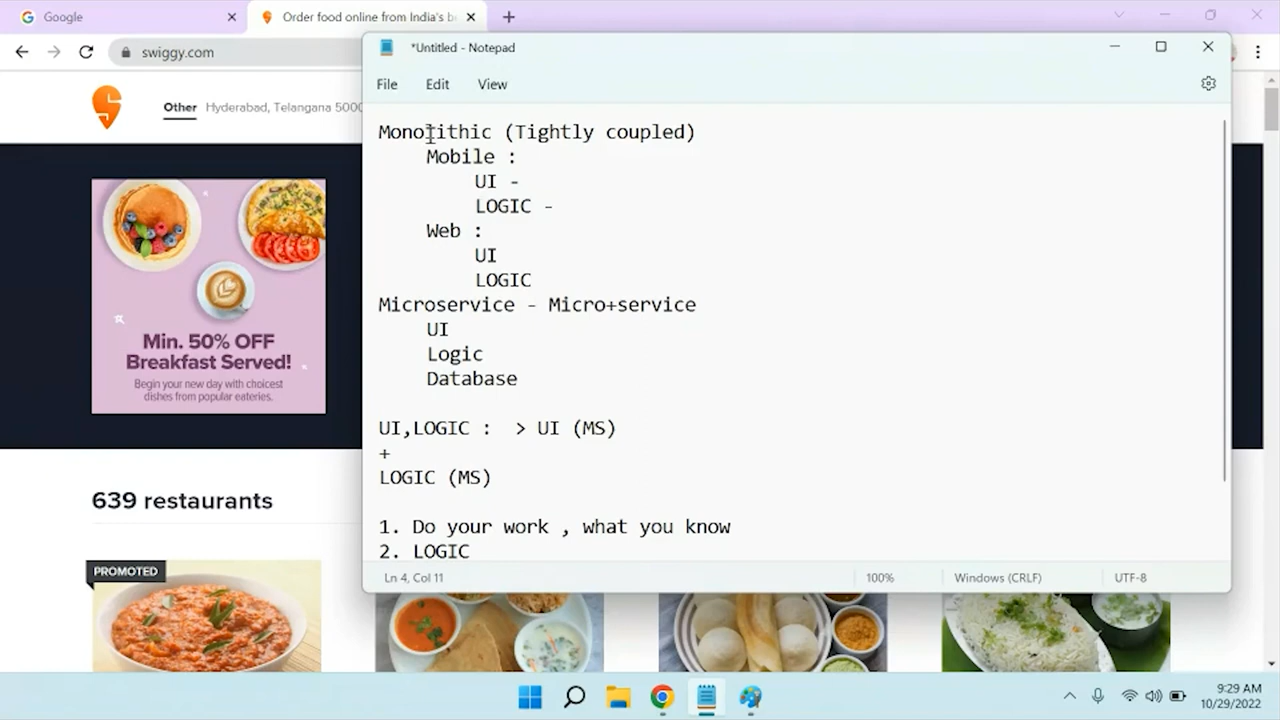 Google
Order food online from India's b
swiggy.com
*Untitled - Notepad
File
Edit
View
Other
Hyderabad, Telangana 5000
Monolithic (Tightly coupled)
Mobile :
UI -
LOGIC -
Web :
UI
LOGIC
Microservice - Micro+service
UI
Logic
Database
UI,LOGIC : > UI (MS)
+
LOGIC (MS)
1. Do your work , what you know
2. LOGIC
Ln 4, Col 11
100%
Windows (CRLF)
UTF-8
Min. 50% OFF
Breakfast Served!
Begin your new day with choicest
dishes from popular eateries.
639 restaurants
PROMOTED
9:29 AM
10/29/2022